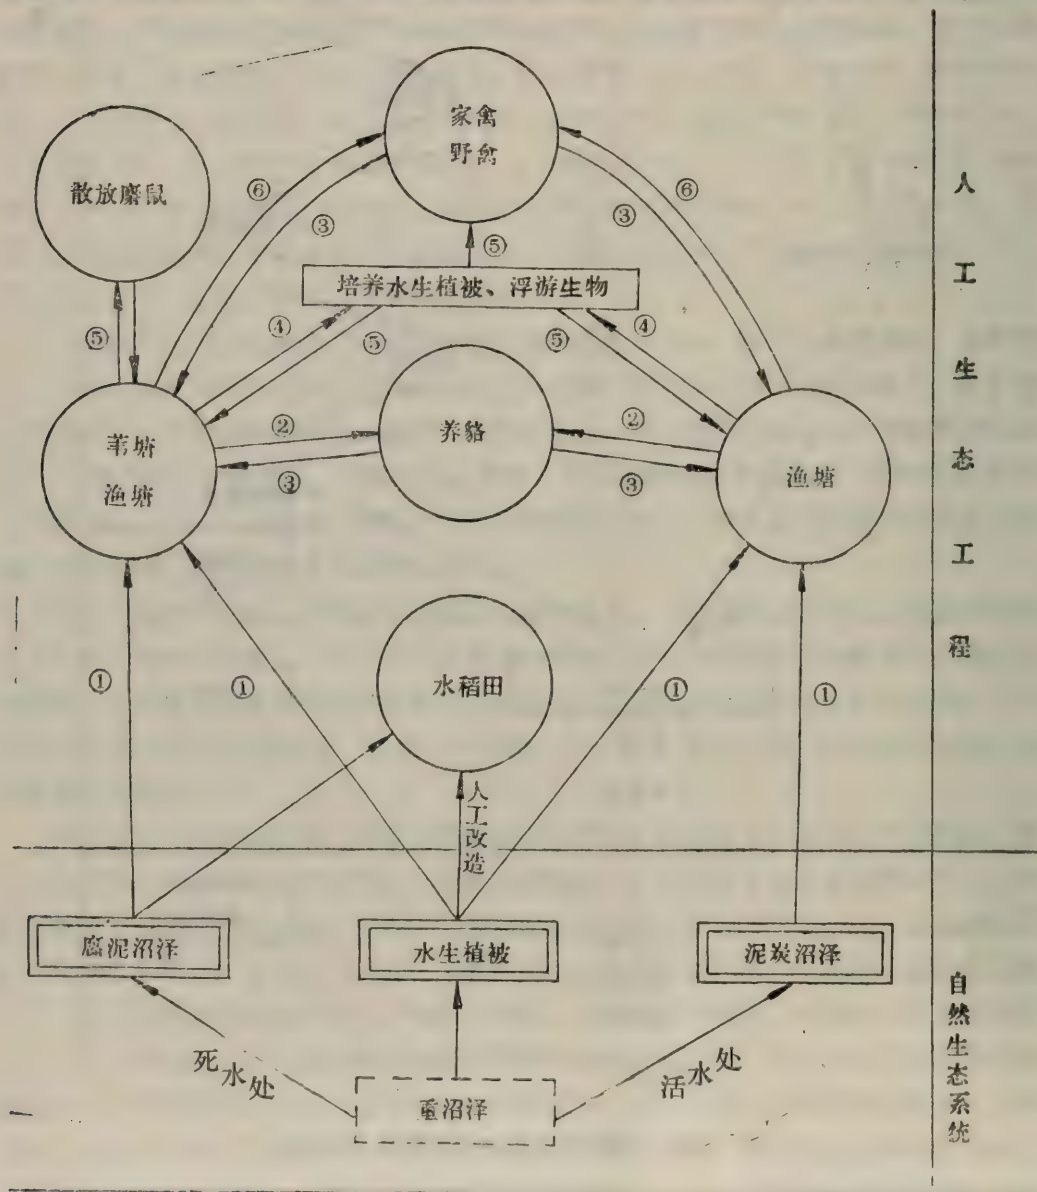 家禽
野禽
散放麝鼠
⑥
③
⑥
③
⑤
培养水生植被、浮游生物
④
⑤
④
⑤
⑤
苇塘
渔塘
②
③
养貉
②
③
渔塘
水稻田
①
①
①
①
人工改造
腐泥沼泽
水生植被
泥炭沼泽
死水处
活水处
重沼泽
人工生态工程
自然生态系统